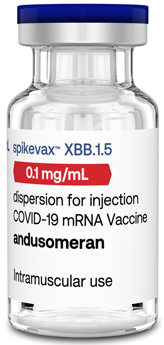 spikevax™ XBB.1.5
0.1 mg/mL
dispersion for injection
COVID-19 mRNA Vaccine
andusomeran
Intramuscular use